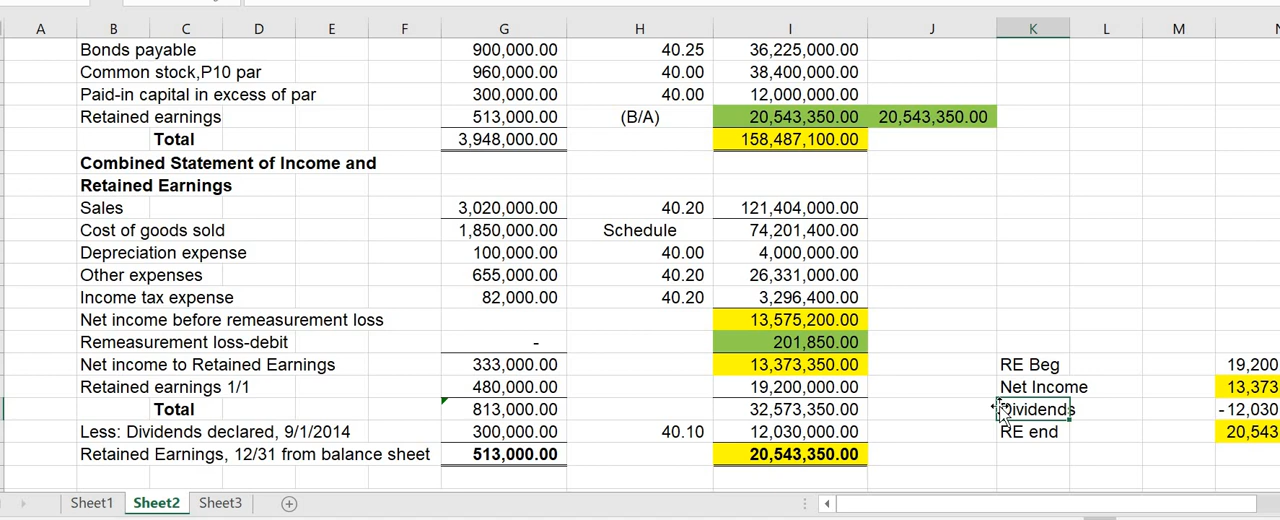 A B C D E F G H I J K L M N
Bonds payable 900,000.00 40.25 36,225,000.00
Common stock,P10 par 960,000.00 40.00 38,400,000.00
Paid-in capital in excess of par 300,000.00 40.00 12,000,000.00
Retained earnings 513,000.00 (B/A) 20,543,350.00 20,543,350.00
Total 3,948,000.00 158,487,100.00
Combined Statement of Income and
Retained Earnings
Sales 3,020,000.00 40.20 121,404,000.00
Cost of goods sold 1,850,000.00 Schedule 74,201,400.00
Depreciation expense 100,000.00 40.00 4,000,000.00
Other expenses 655,000.00 40.20 26,331,000.00
Income tax expense 82,000.00 40.20 3,296,400.00
Net income before remeasurement loss 13,575,200.00
Remeasurement loss-debit - 201,850.00
Net income to Retained Earnings 333,000.00 13,373,350.00 RE Beg 19,200
Retained earnings 1/1 480,000.00 19,200,000.00 Net Income 13,373
Total 813,000.00 32,573,350.00 Dividends -12,030
Less: Dividends declared, 9/1/2014 300,000.00 40.10 12,030,000.00 RE end 20,543
Retained Earnings, 12/31 from balance sheet 513,000.00 20,543,350.00
Sheet1 Sheet2 Sheet3